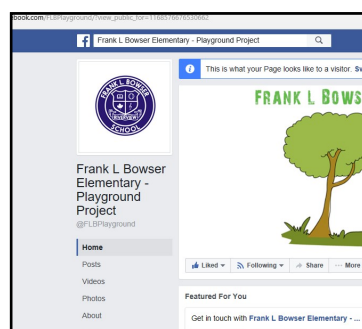 book.com/FLBPlayground/?view_public_for=1168576676530662
Frank L Bowser Elementary - Playground Project
This is what your Page looks like to a visitor.
FRANK L BOWS
FRANK L. BOWSER
RIVERVIEW
SCHOOL
Frank L Bowser
Elementary -
Playground
Project
@FLBPlayground
Home
Posts
Videos
Photos
About
Liked
Following
Share
More
Featured For You
Get in touch with Frank L Bowser Elementary - ...